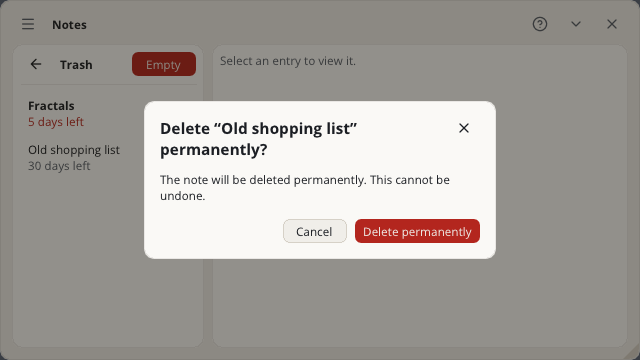 Notes
Trash
Empty
Select an entry to view it.
Fractals
5 days left
Old shopping list
30 days left
Delete “Old shopping list”
permanently?
The note will be deleted permanently. This cannot be
undone.
Cancel
Delete permanently